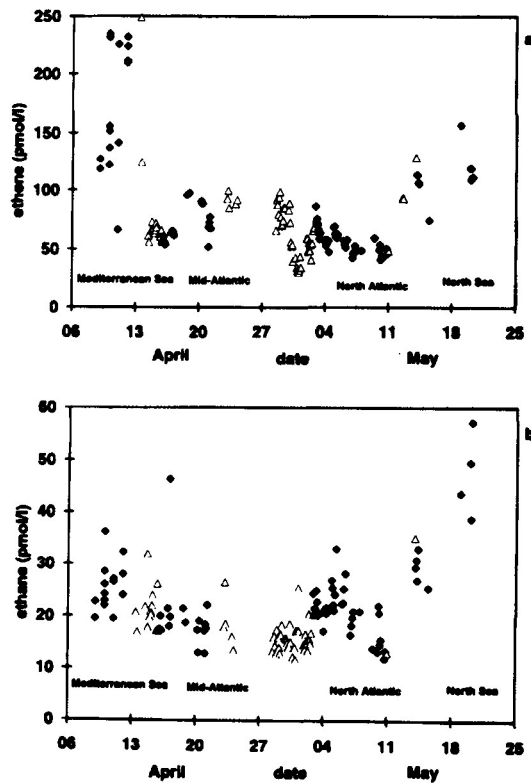 250
a
200
150
100
50
0
ethene (pmol/l)
Mediterranean Sea Mid-Atlantic North Atlantic North Sea
06 13 20 27 04 11 18 25
April date May
60
50
40
30
20
10
0
ethane (pmol/l)
Mediterranean Sea Mid-Atlantic North Atlantic North Sea
06 13 20 27 04 11 18 25
April date May